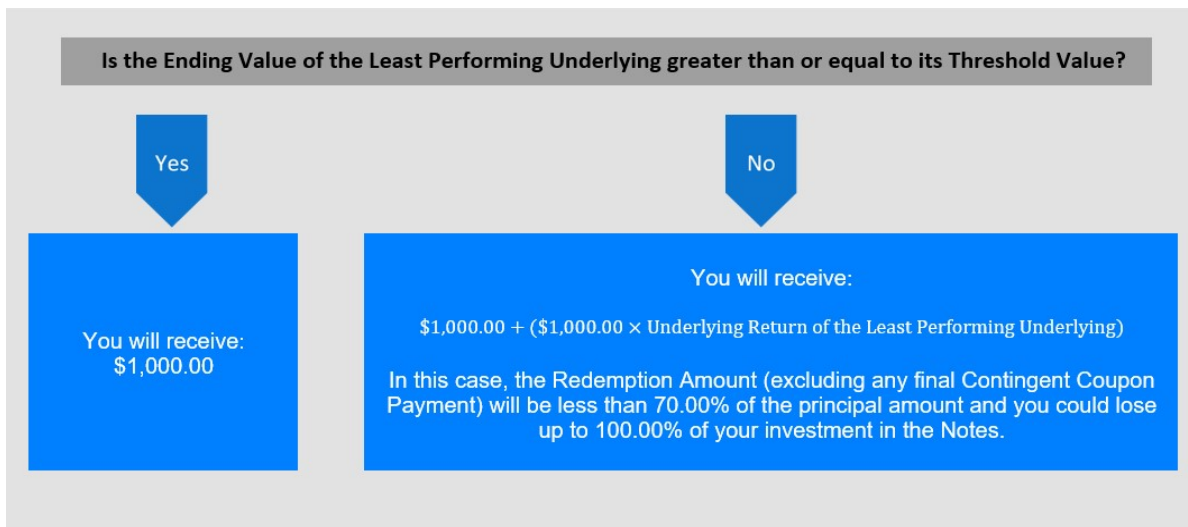 Is the Ending Value of the Least Performing Underlying greater than or equal to its Threshold Value?
Yes
No
You will receive:
$1,000.00
You will receive:
$1,000.00 + ($1,000.00 × Underlying Return of the Least Performing Underlying)
In this case, the Redemption Amount (excluding any final Contingent Coupon
Payment) will be less than 70.00% of the principal amount and you could lose
up to 100.00% of your investment in the Notes.